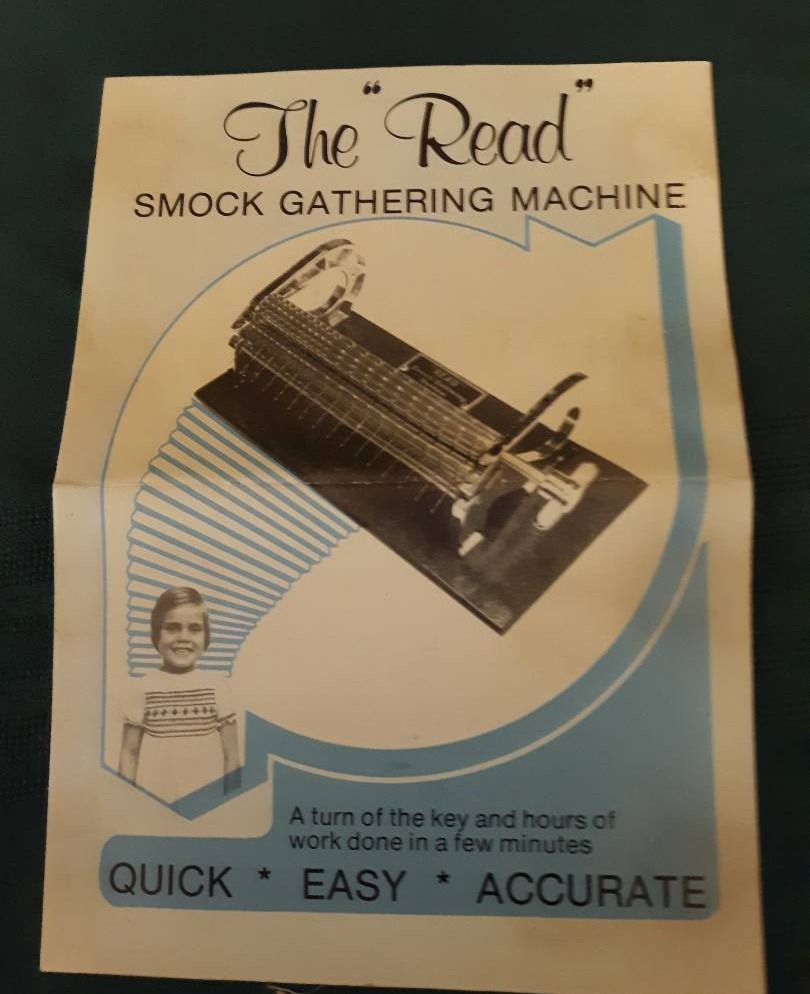 The "Read"
SMOCK GATHERING MACHINE
READ
A turn of the key and hours of
work done in a few minutes
QUICK * EASY * ACCURATE